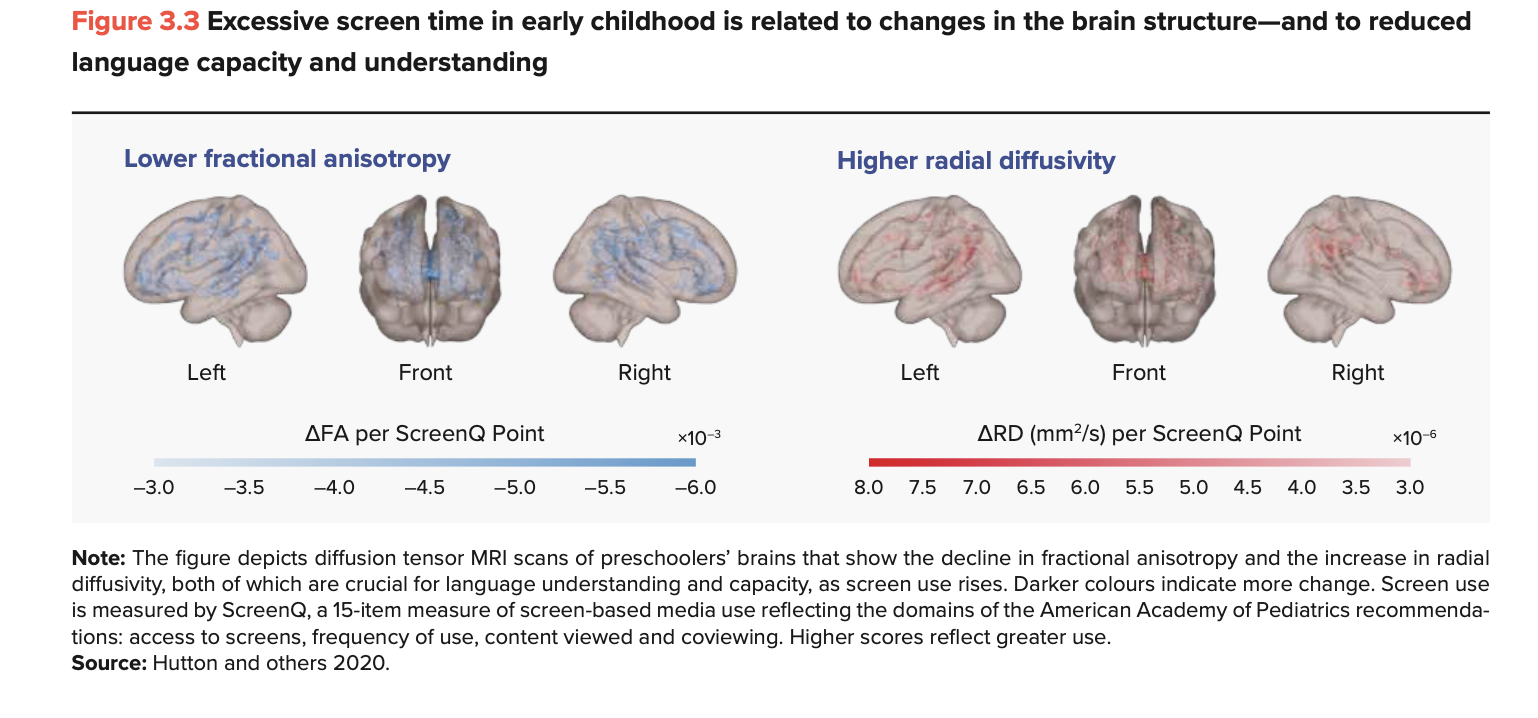 Figure 3.3 Excessive screen time in early childhood is related to changes in the brain structure—and to reduced
language capacity and understanding
Lower fractional anisotropy
Higher radial diffusivity
Left Front Right
Left Front Right
ΔFA per ScreenQ Point ×10⁻³
–3.0 –3.5 –4.0 –4.5 –5.0 –5.5 –6.0
ΔRD (mm²/s) per ScreenQ Point ×10⁻⁶
8.0 7.5 7.0 6.5 6.0 5.5 5.0 4.5 4.0 3.5 3.0
Note: The figure depicts diffusion tensor MRI scans of preschoolers’ brains that show the decline in fractional anisotropy and the increase in radial
diffusivity, both of which are crucial for language understanding and capacity, as screen use rises. Darker colours indicate more change. Screen use
is measured by ScreenQ, a 15-item measure of screen-based media use reflecting the domains of the American Academy of Pediatrics recommenda-
tions: access to screens, frequency of use, content viewed and coviewing. Higher scores reflect greater use.
Source: Hutton and others 2020.